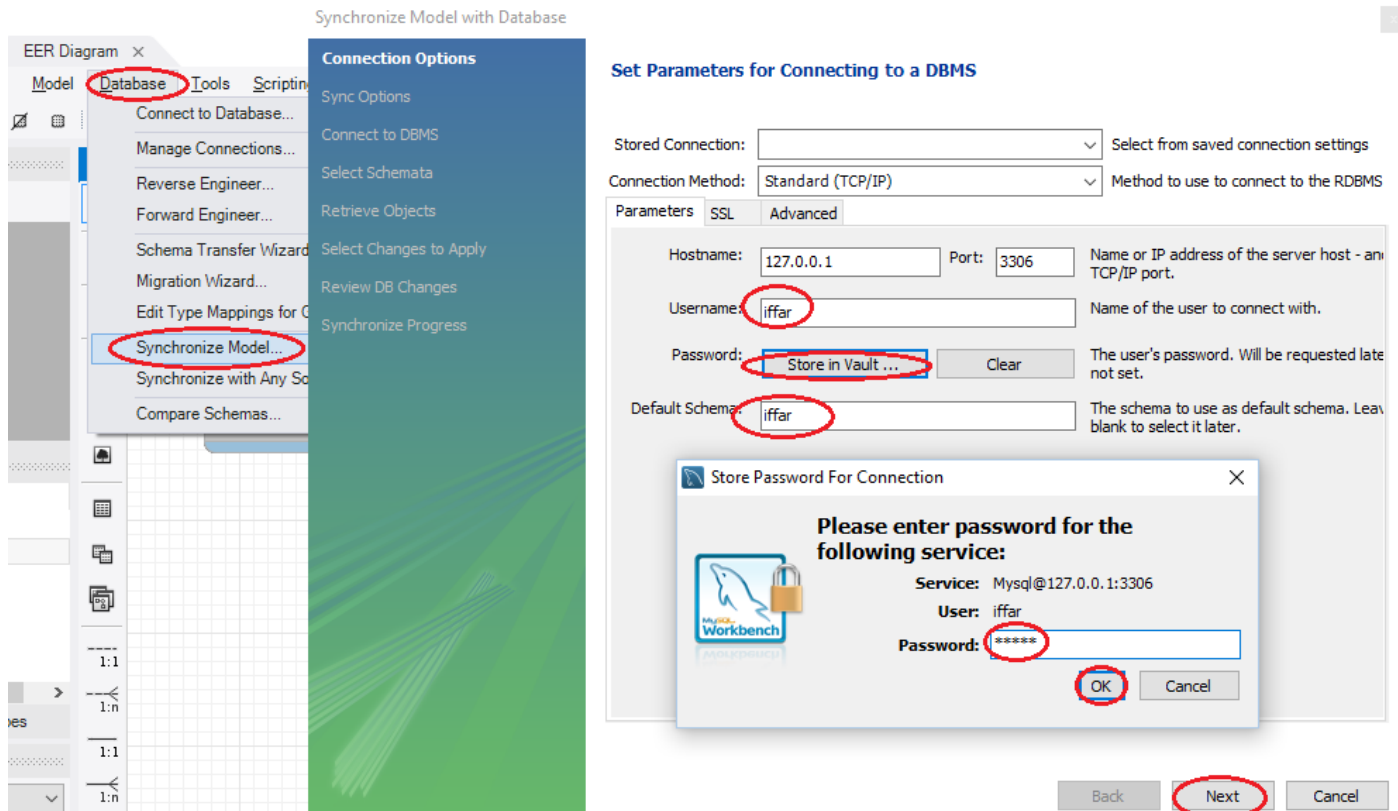 Synchronize Model with Database
EER Diagram
Model Database Tools Scriptin
Connect to Database...
Manage Connections...
Reverse Engineer...
Forward Engineer...
Schema Transfer Wizard
Migration Wizard...
Edit Type Mappings for
Synchronize Model...
Synchronize with Any
Compare Schemas...
1:1
1:n
1:1
1:n
Connection Options
Sync Options
Connect to DBMS
Select Schemata
Retrieve Objects
Select Changes to Apply
Review DB Changes
Synchronize Progress
Set Parameters for Connecting to a DBMS
Stored Connection: Select from saved connection settings
Connection Method: Standard (TCP/IP) Method to use to connect to the RDBMS
Parameters SSL Advanced
Hostname: 127.0.0.1 Port: 3306 Name or IP address of the server host - an
TCP/IP port.
Username: iffar Name of the user to connect with.
Password: Store in Vault ... Clear The user's password. Will be requested late
not set.
Default Schema: iffar The schema to use as default schema. Leav
blank to select it later.
Store Password For Connection
Please enter password for the
following service:
Service: Mysql@127.0.0.1:3306
User: iffar
Password: *****
MySQL
Workbench
OK Cancel
Back Next Cancel